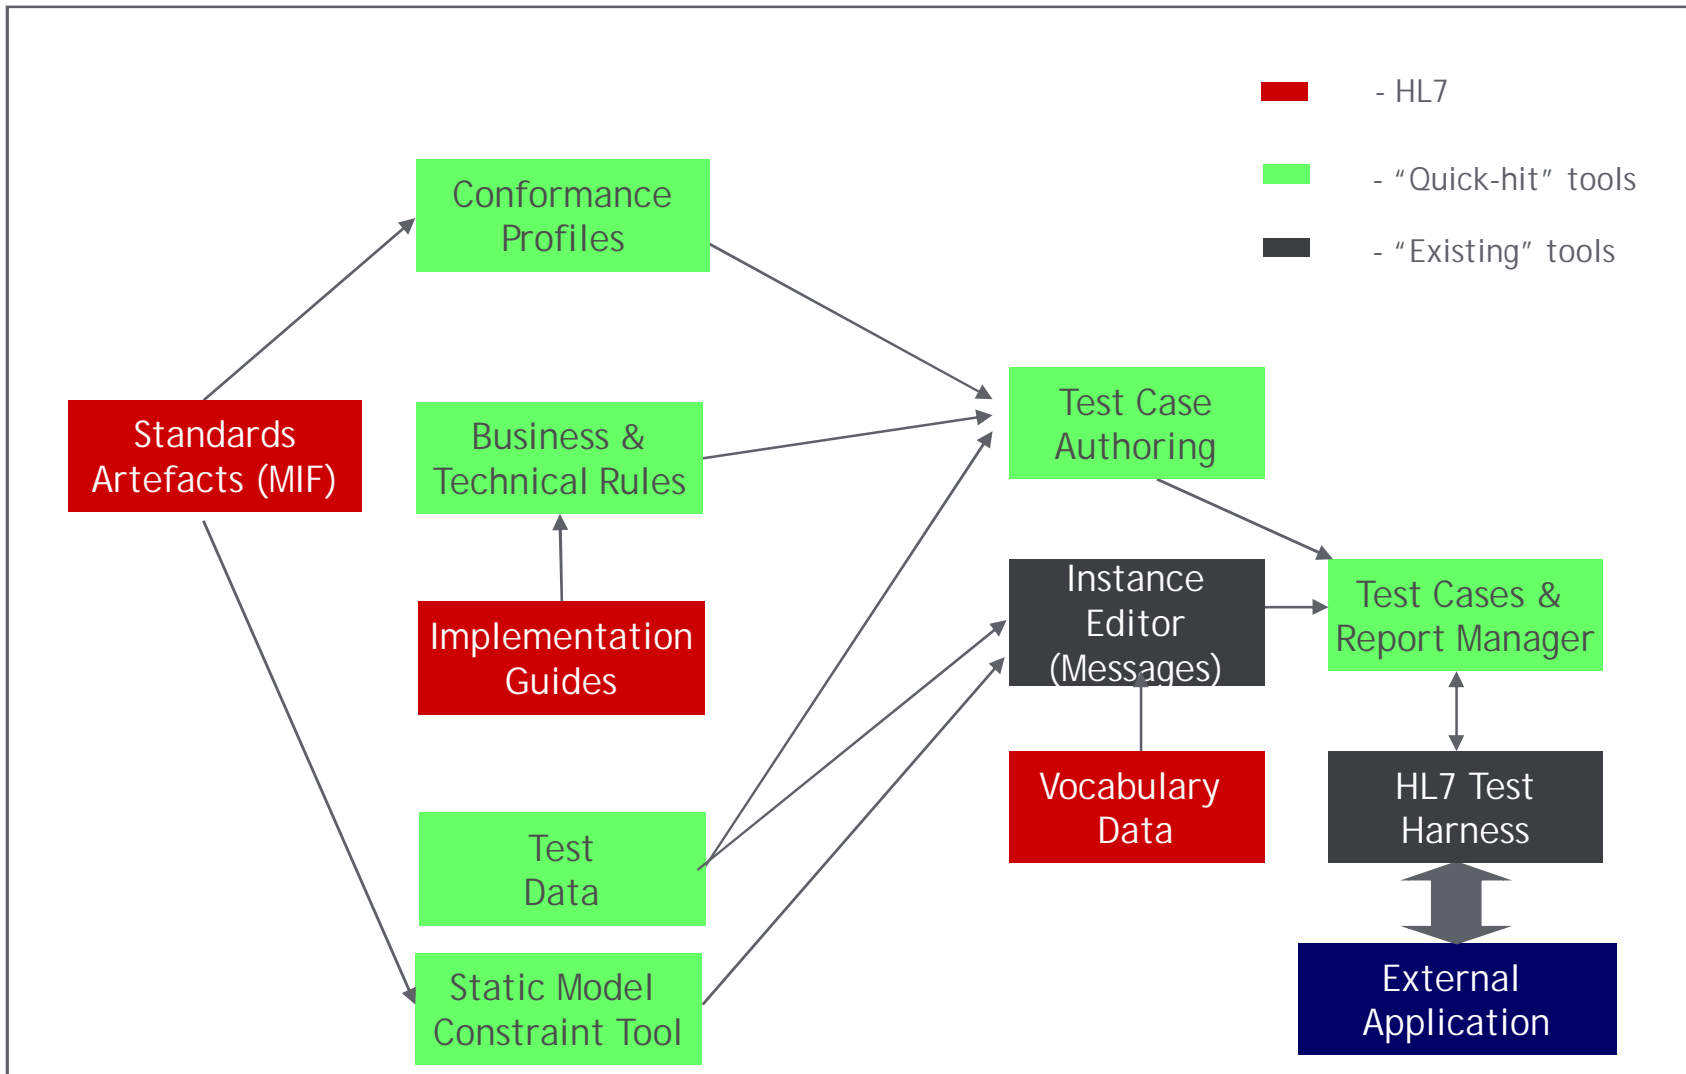 - HL7
- “Quick-hit” tools
- “Existing” tools
Conformance
Profiles
Standards
Artefacts (MIF)
Business &
Technical Rules
Test Case
Authoring
Implementation
Guides
Instance
Editor
(Messages)
Test Cases &
Report Manager
Vocabulary
Data
HL7 Test
Harness
Test
Data
Static Model
Constraint Tool
External
Application